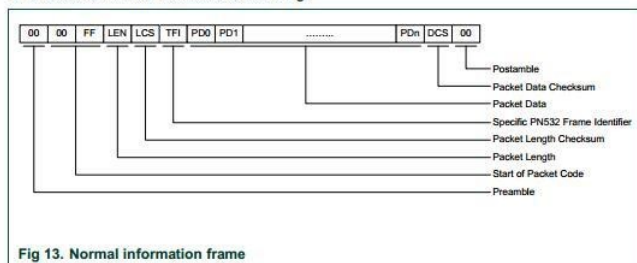 00 00 FF LEN LCS TFI PD0 PD1 ......... PDn DCS 00
Postamble
Packet Data Checksum
Packet Data
Specific PN532 Frame Identifier
Packet Length Checksum
Packet Length
Start of Packet Code
Preamble
Fig 13. Normal information frame